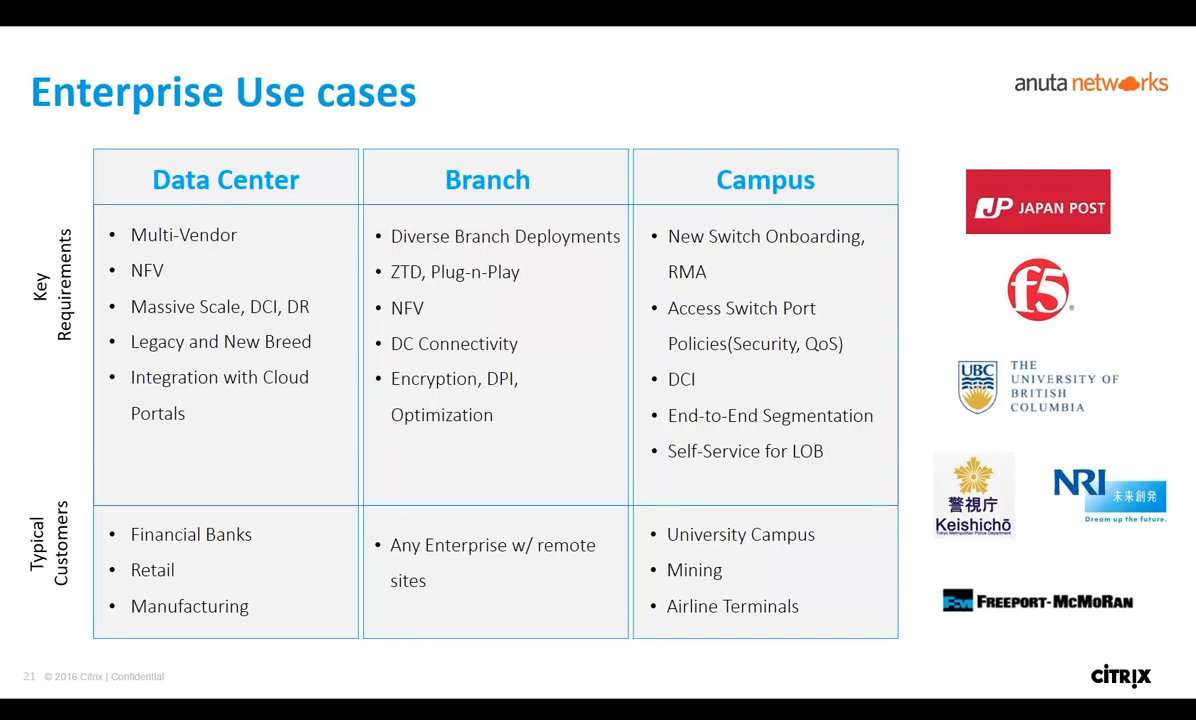 Enterprise Use cases
anuta networks
Data Center
Branch
Campus
Key
Requirements
• Multi-Vendor
• NFV
• Massive Scale, DCI, DR
• Legacy and New Breed
• Integration with Cloud
Portals
• Diverse Branch Deployments
• ZTD, Plug-n-Play
• NFV
• DC Connectivity
• Encryption, DPI,
Optimization
• New Switch Onboarding,
RMA
• Access Switch Port
Policies(Security, QoS)
• DCI
• End-to-End Segmentation
• Self-Service for LOB
Typical
Customers
• Financial Banks
• Retail
• Manufacturing
• Any Enterprise w/ remote
sites
• University Campus
• Mining
• Airline Terminals
JP JAPAN POST
f5®
UBC
THE
UNIVERSITY OF
BRITISH
COLUMBIA
警視庁
Keishichō
Tokyo Metropolitan Police Department
NRI 未来創発
Dream up the future.
FCX FREEPORT-McMoRAN
21 © 2016 Citrix | Confidential
CITRIX